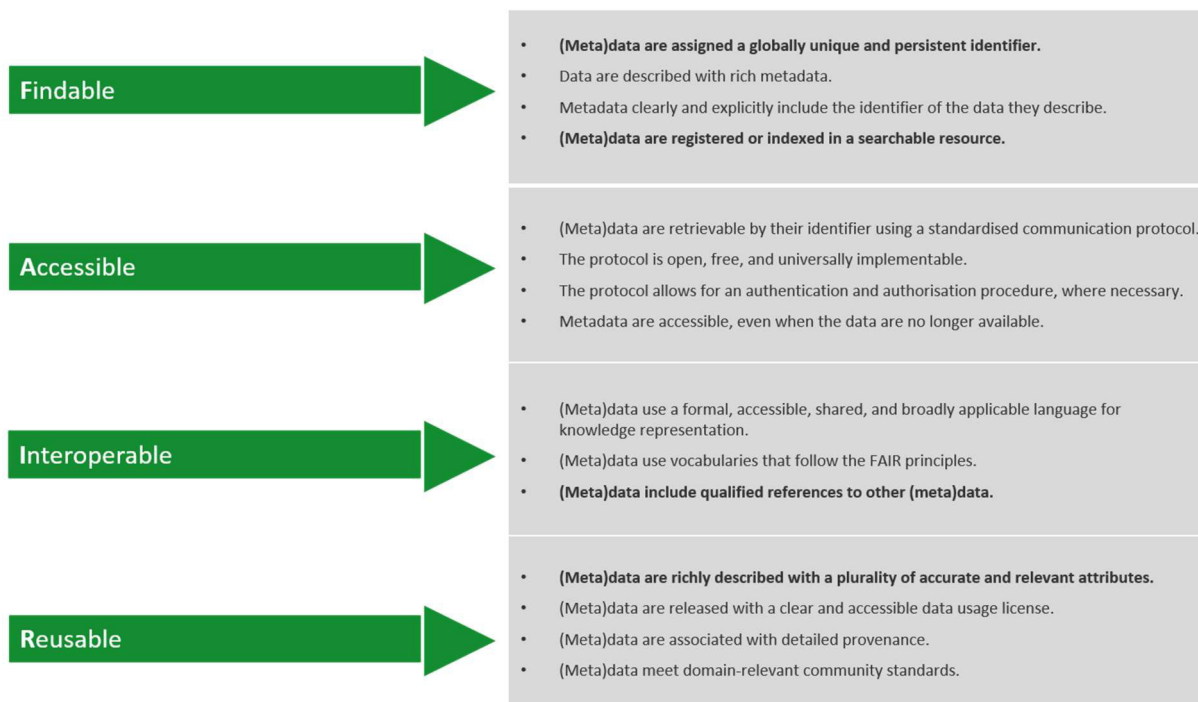 Findable
• (Meta)data are assigned a globally unique and persistent identifier.
• Data are described with rich metadata.
• Metadata clearly and explicitly include the identifier of the data they describe.
• (Meta)data are registered or indexed in a searchable resource.
Accessible
• (Meta)data are retrievable by their identifier using a standardised communication protocol.
• The protocol is open, free, and universally implementable.
• The protocol allows for an authentication and authorisation procedure, where necessary.
• Metadata are accessible, even when the data are no longer available.
Interoperable
• (Meta)data use a formal, accessible, shared, and broadly applicable language for
knowledge representation.
• (Meta)data use vocabularies that follow the FAIR principles.
• (Meta)data include qualified references to other (meta)data.
Reusable
• (Meta)data are richly described with a plurality of accurate and relevant attributes.
• (Meta)data are released with a clear and accessible data usage license.
• (Meta)data are associated with detailed provenance.
• (Meta)data meet domain-relevant community standards.